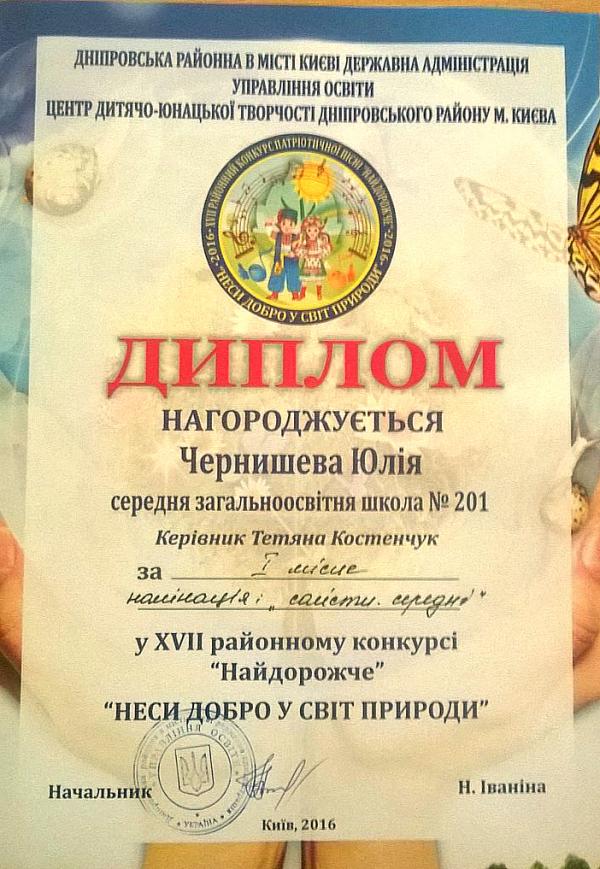 ДНІПРОВСЬКА РАЙОННА В МІСТІ КИЄВІ ДЕРЖАВНА АДМІНІСТРАЦІЯ
УПРАВЛІННЯ ОСВІТИ
ЦЕНТР ДИТЯЧО-ЮНАЦЬКОЇ ТВОРЧОСТІ ДНІПРОВСЬКОГО РАЙОНУ М. КИЄВА
2016-XVII РАЙОННИЙ КОНКУРС ПАТРІОТИЧНОЇ ПІСНІ "НАЙДОРОЖЧЕ"-2016
"НЕСИ ДОБРО У СВІТ ПРИРОДИ"
ДИПЛОМ
НАГОРОДЖУЄТЬСЯ
Чернишева Юлія
середня загальноосвітня школа № 201
Керівник Тетяна Костенчук
за І місце
номінація: „солісти. середні"
у XVII районному конкурсі
"Найдорожче"
"НЕСИ ДОБРО У СВІТ ПРИРОДИ"
УПРАВЛІННЯ ОСВІТИ
УКРАЇНА
Начальник
Н. Іваніна
Київ, 2016